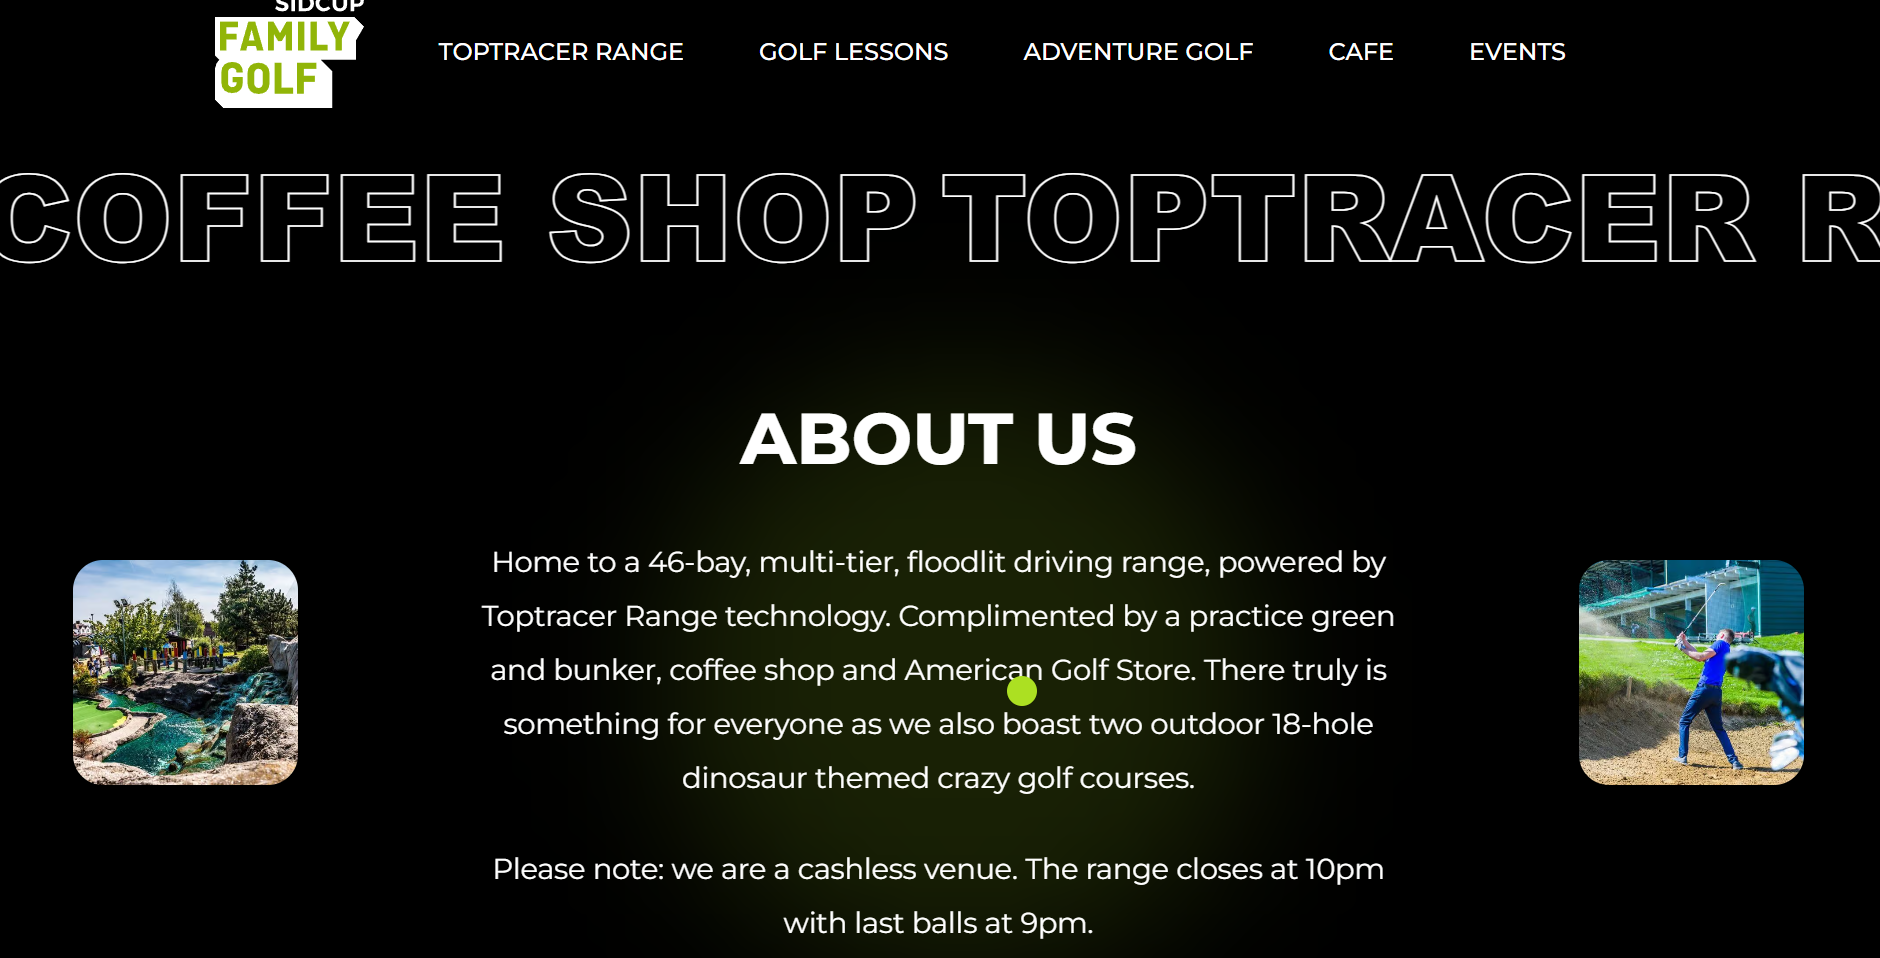 SIDCUP
FAMILY
GOLF
TOPTRACER RANGE GOLF LESSONS ADVENTURE GOLF CAFE EVENTS
COFFEE SHOP TOPTRACER R
ABOUT US
Home to a 46-bay, multi-tier, floodlit driving range, powered by
Toptracer Range technology. Complimented by a practice green
and bunker, coffee shop and American Golf Store. There truly is
something for everyone as we also boast two outdoor 18-hole
dinosaur themed crazy golf courses.
Please note: we are a cashless venue. The range closes at 10pm
with last balls at 9pm.